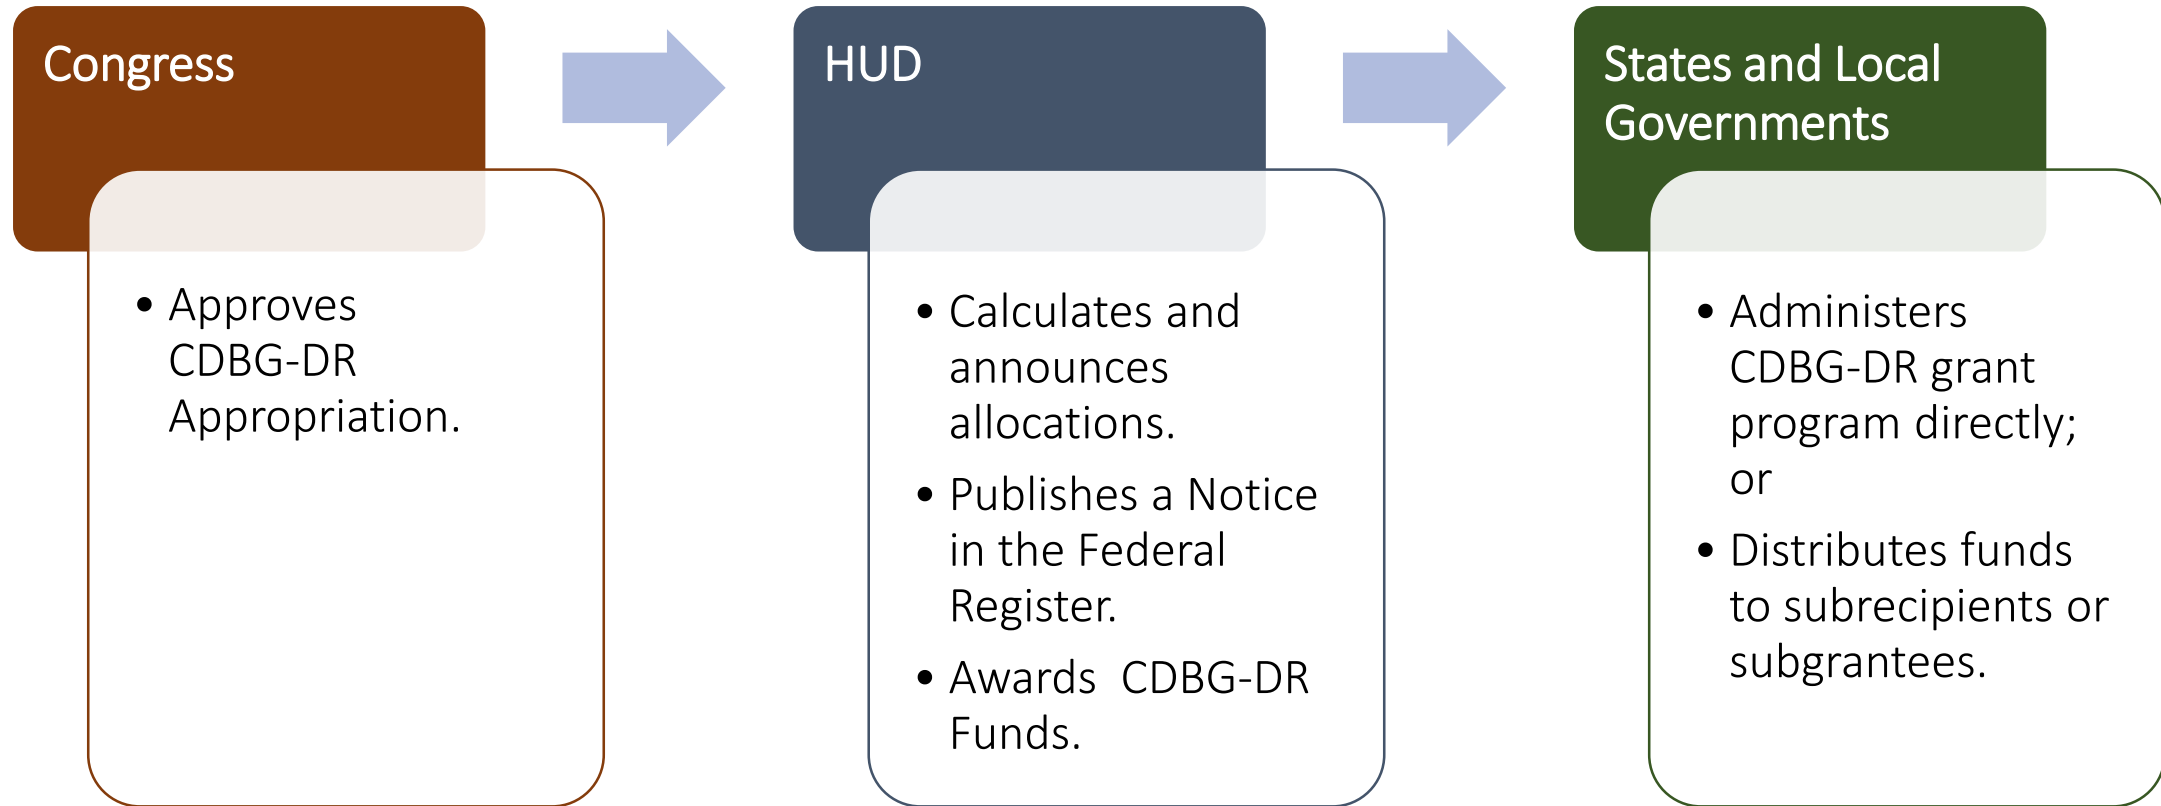 Congress
• Approves
CDBG-DR
Appropriation.
HUD
• Calculates and
announces
allocations.
• Publishes a Notice
in the Federal
Register.
• Awards  CDBG-DR
Funds.
States and Local
Governments
• Administers
CDBG-DR grant
program directly;
or
• Distributes funds
to subrecipients or
subgrantees.